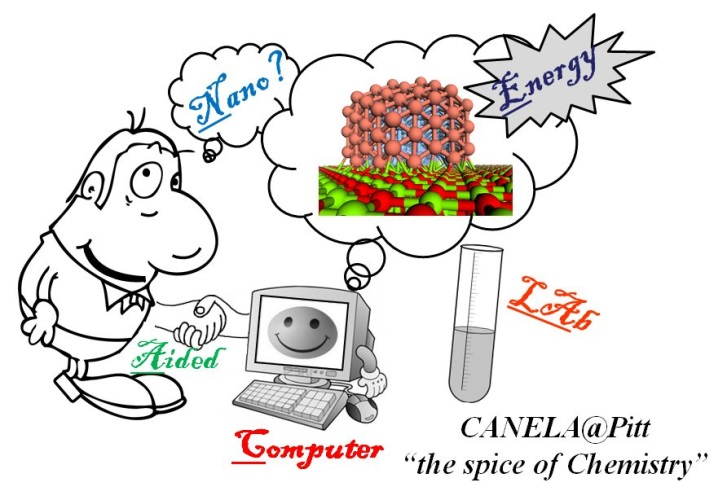 Nano?
Energy
LAb
Aided
Computer
CANELA@Pitt
“the spice of Chemistry”